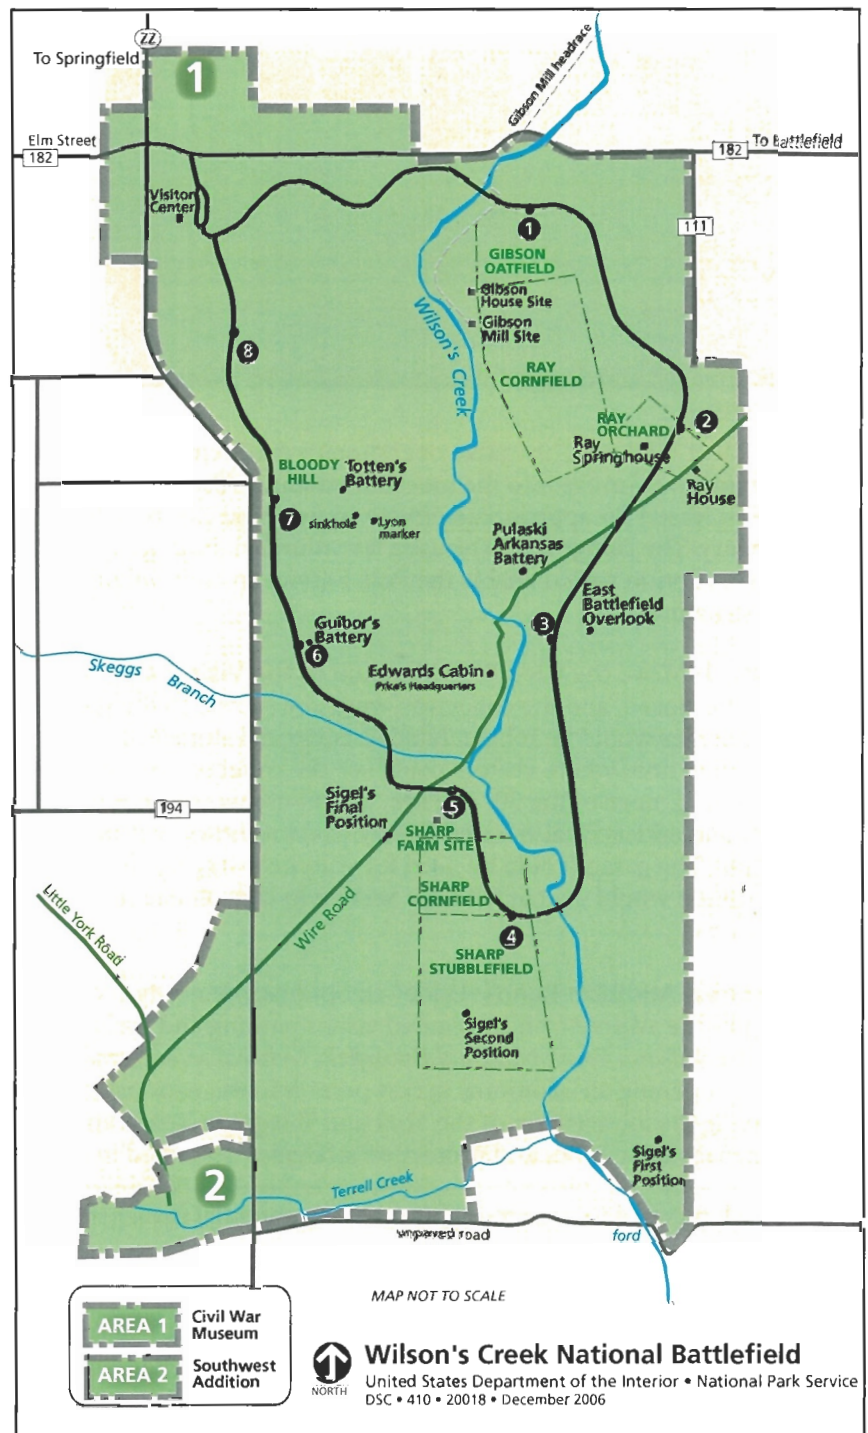 ZZ
To Springfield
1
Gibson Mill headrace
Elm Street
182
182
To Battlefield
Visitor
Center
111
1
GIBSON
OATFIELD
Gibson
House Site
Gibson
Mill Site
Wilson's Creek
8
RAY
CORNFIELD
RAY
ORCHARD
2
Ray
Springhouse
Ray
House
BLOODY
HILL
Totten's
Battery
7
sinkhole
Lyon
marker
Pulaski
Arkansas
Battery
East
Battlefield
Overlook
3
Guibor's
Battery
6
Skeggs
Branch
Edwards Cabin
Price's Headquarters
194
Sigel's
Final
Position
5
SHARP
FARM SITE
SHARP
CORNFIELD
Little York Road
Wire Road
4
SHARP
STUBBLEFIELD
Sigel's
Second
Position
Sigel's
First
Position
2
Terrell Creek
unpaved road
ford
MAP NOT TO SCALE
AREA 1
Civil War
Museum
AREA 2
Southwest
Addition
NORTH
Wilson's Creek National Battlefield
United States Department of the Interior • National Park Service
DSC • 410 • 20018 • December 2006